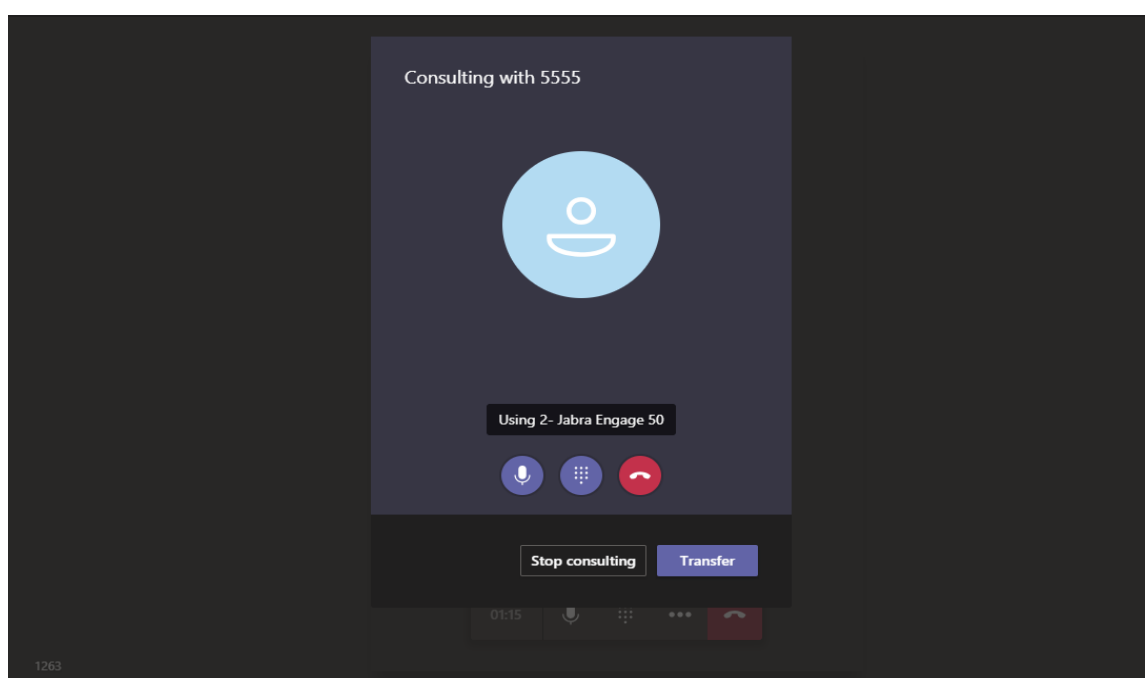 Consulting with 5555
Using 2- Jabra Engage 50
Stop consulting Transfer
01:15
1263